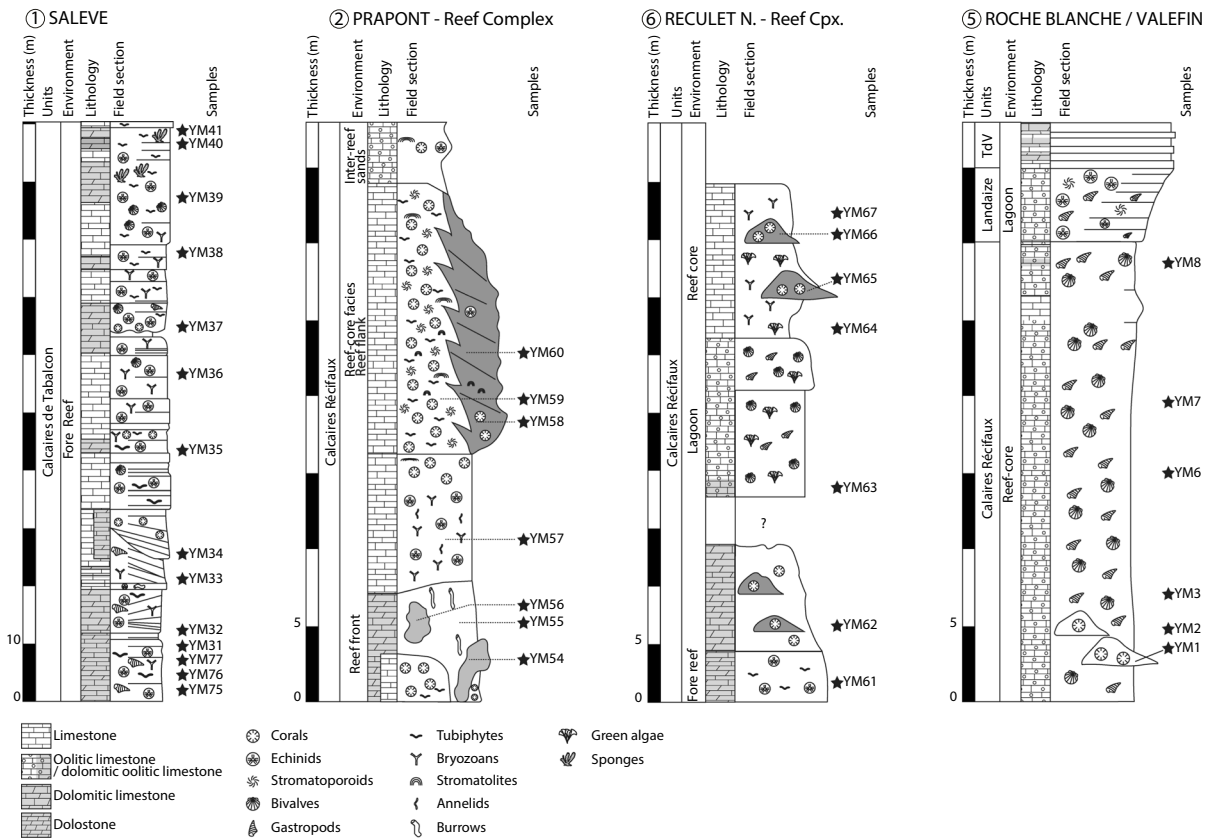 ① SALEVE
Thickness (m)
Units
Environment
Lithology
Field section
Samples
Calcaires de Tabalcon
Fore Reef
10
0
★YM41
★YM40
★YM39
★YM38
★YM37
★YM36
★YM35
★YM34
★YM33
★YM32
★YM31
★YM77
★YM76
★YM75
② PRAPONT - Reef Complex
Thickness (m)
Units
Environment
Lithology
Field section
Samples
Calcaires Récifaux
Inter-reef
sands
Reef-core facies
Reef flank
Reef front
5
0
★YM60
★YM59
★YM58
★YM57
★YM56
★YM55
★YM54
⑥ RECULET N. - Reef Cpx.
Thickness (m)
Units
Environment
Lithology
Field section
Samples
Calcaires Récifaux
Reef core
Lagoon
Fore reef
?
5
0
★YM67
★YM66
★YM65
★YM64
★YM63
★YM62
★YM61
⑤ ROCHE BLANCHE / VALEFIN
Thickness (m)
Units
Environment
Lithology
Field section
Samples
TdV
Landaize
Lagoon
Calaires Récifaux
Reef-core
5
0
★YM8
★YM7
★YM6
★YM3
★YM2
★YM1
Limestone
Oolitic limestone
/ dolomitic oolitic limestone
Dolomitic limestone
Dolostone
Corals
Echinids
Stromatoporoids
Bivalves
Gastropods
Tubiphytes
Bryozoans
Stromatolites
Annelids
Burrows
Green algae
Sponges